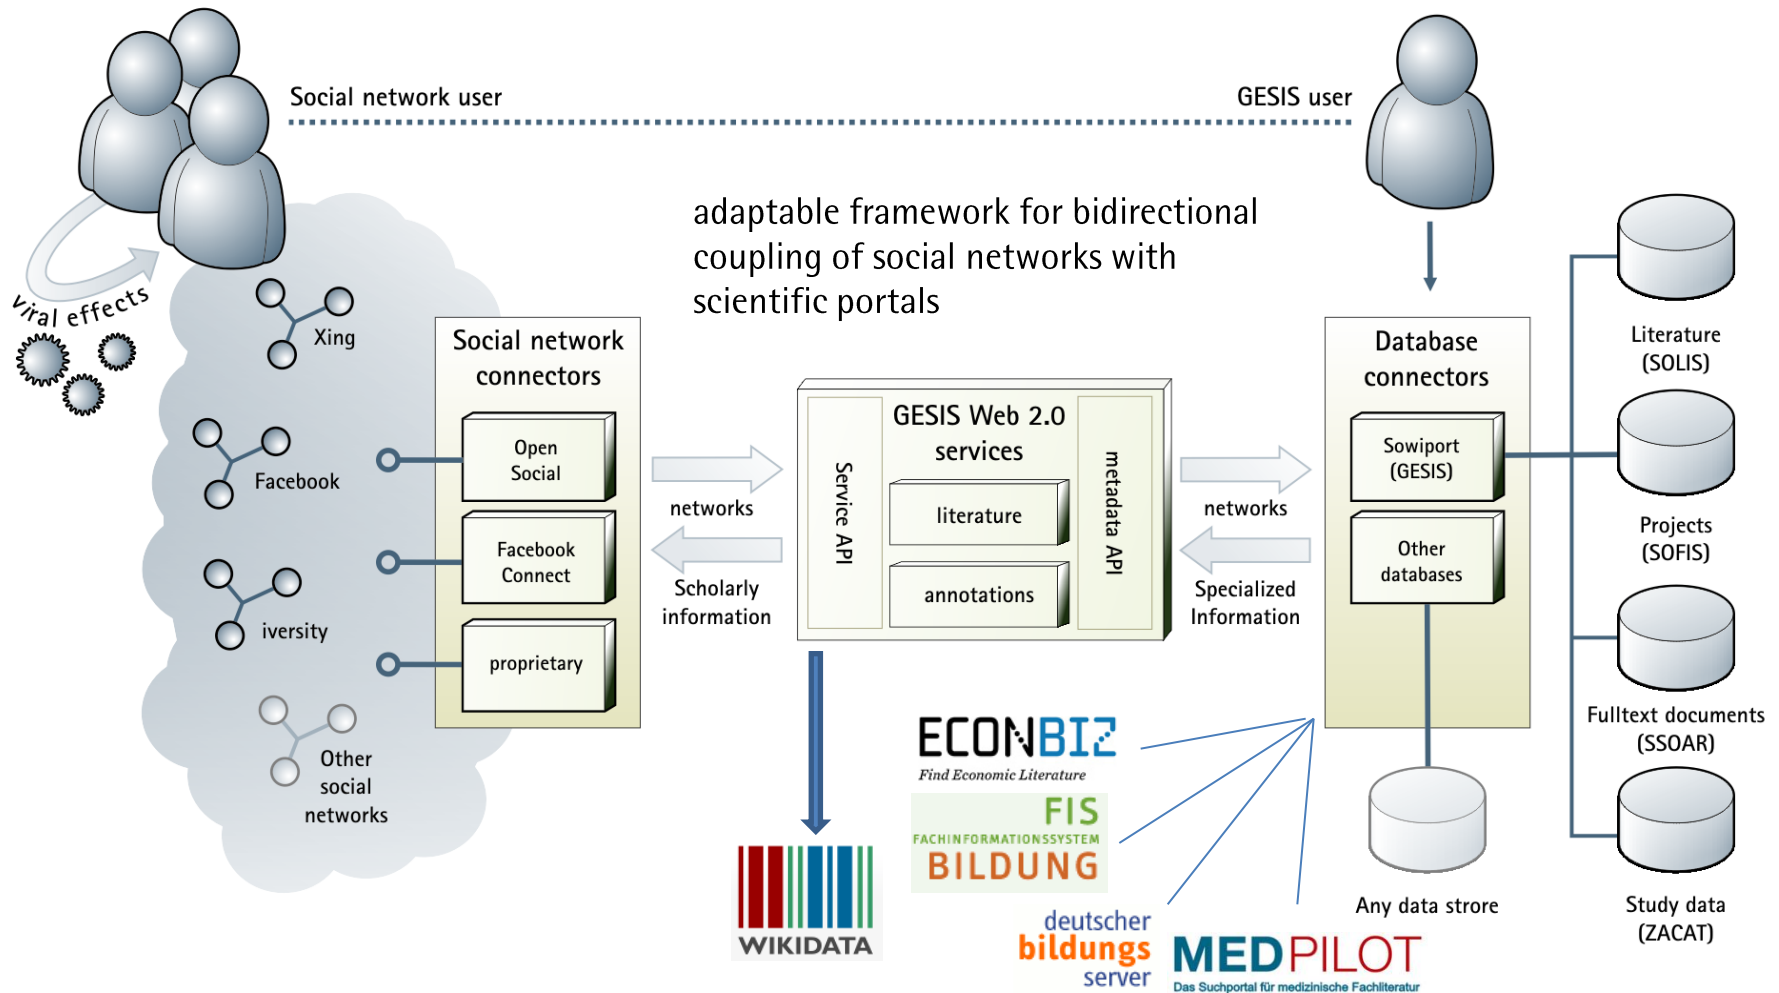 Social network user
GESIS user
adaptable framework for bidirectional
coupling of social networks with
scientific portals
viral effects
Xing
Facebook
iversity
Other
social
networks
Social network
connectors
Open
Social
Facebook
Connect
proprietary
networks
Scholarly
information
GESIS Web 2.0
services
Service API
literature
annotations
metadata API
networks
Specialized
Information
Database
connectors
Sowiport
(GESIS)
Other
databases
Literature
(SOLIS)
Projects
(SOFIS)
Fulltext documents
(SSOAR)
Study data
(ZACAT)
Any data strore
WIKIDATA
ECONBIZ
Find Economic Literature
FIS
FACHINFORMATIONSSYSTEM
BILDUNG
deutscher
bildungs
server
MEDPILOT
Das Suchportal für medizinische Fachliteratur